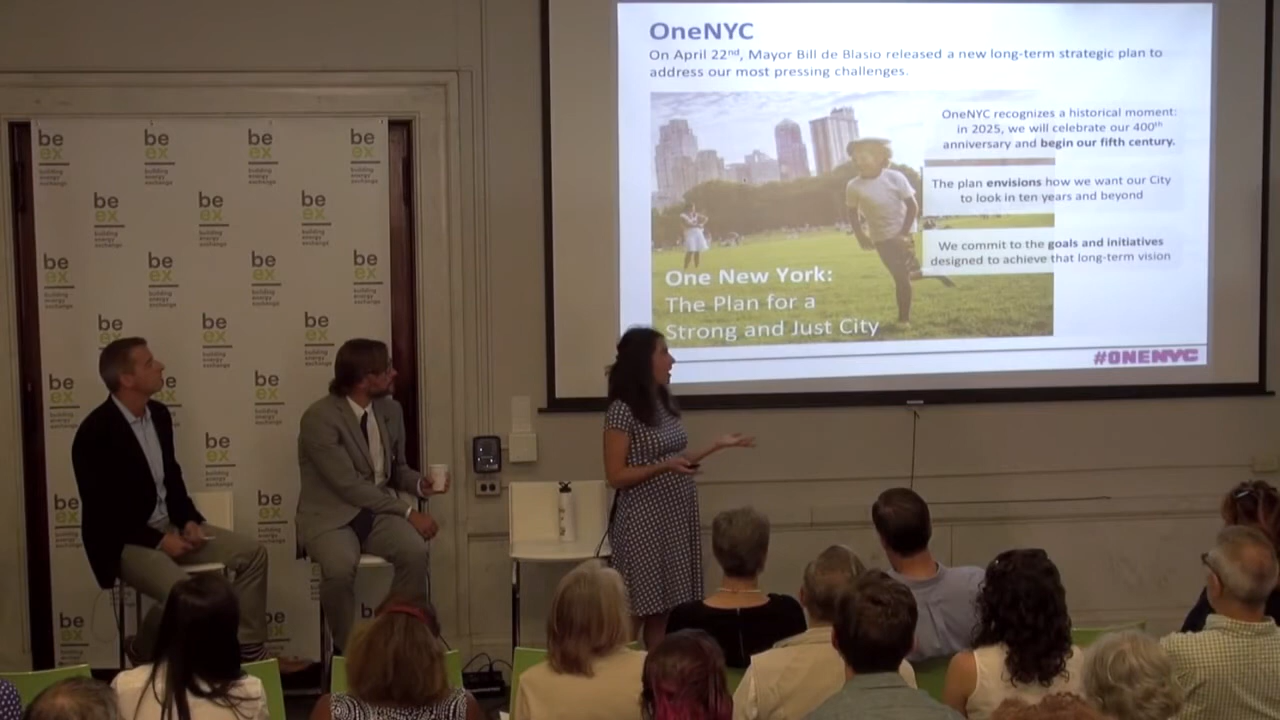 OneNYC
On April 22nd, Mayor Bill de Blasio released a new long-term strategic plan to
address our most pressing challenges.
OneNYC recognizes a historical moment:
in 2025, we will celebrate our 400th
anniversary and begin our fifth century.
The plan envisions how we want our City
to look in ten years and beyond
We commit to the goals and initiatives
designed to achieve that long-term vision
One New York:
The Plan for a
Strong and Just City
#ONENYC
be
ex
building
energy
exchange